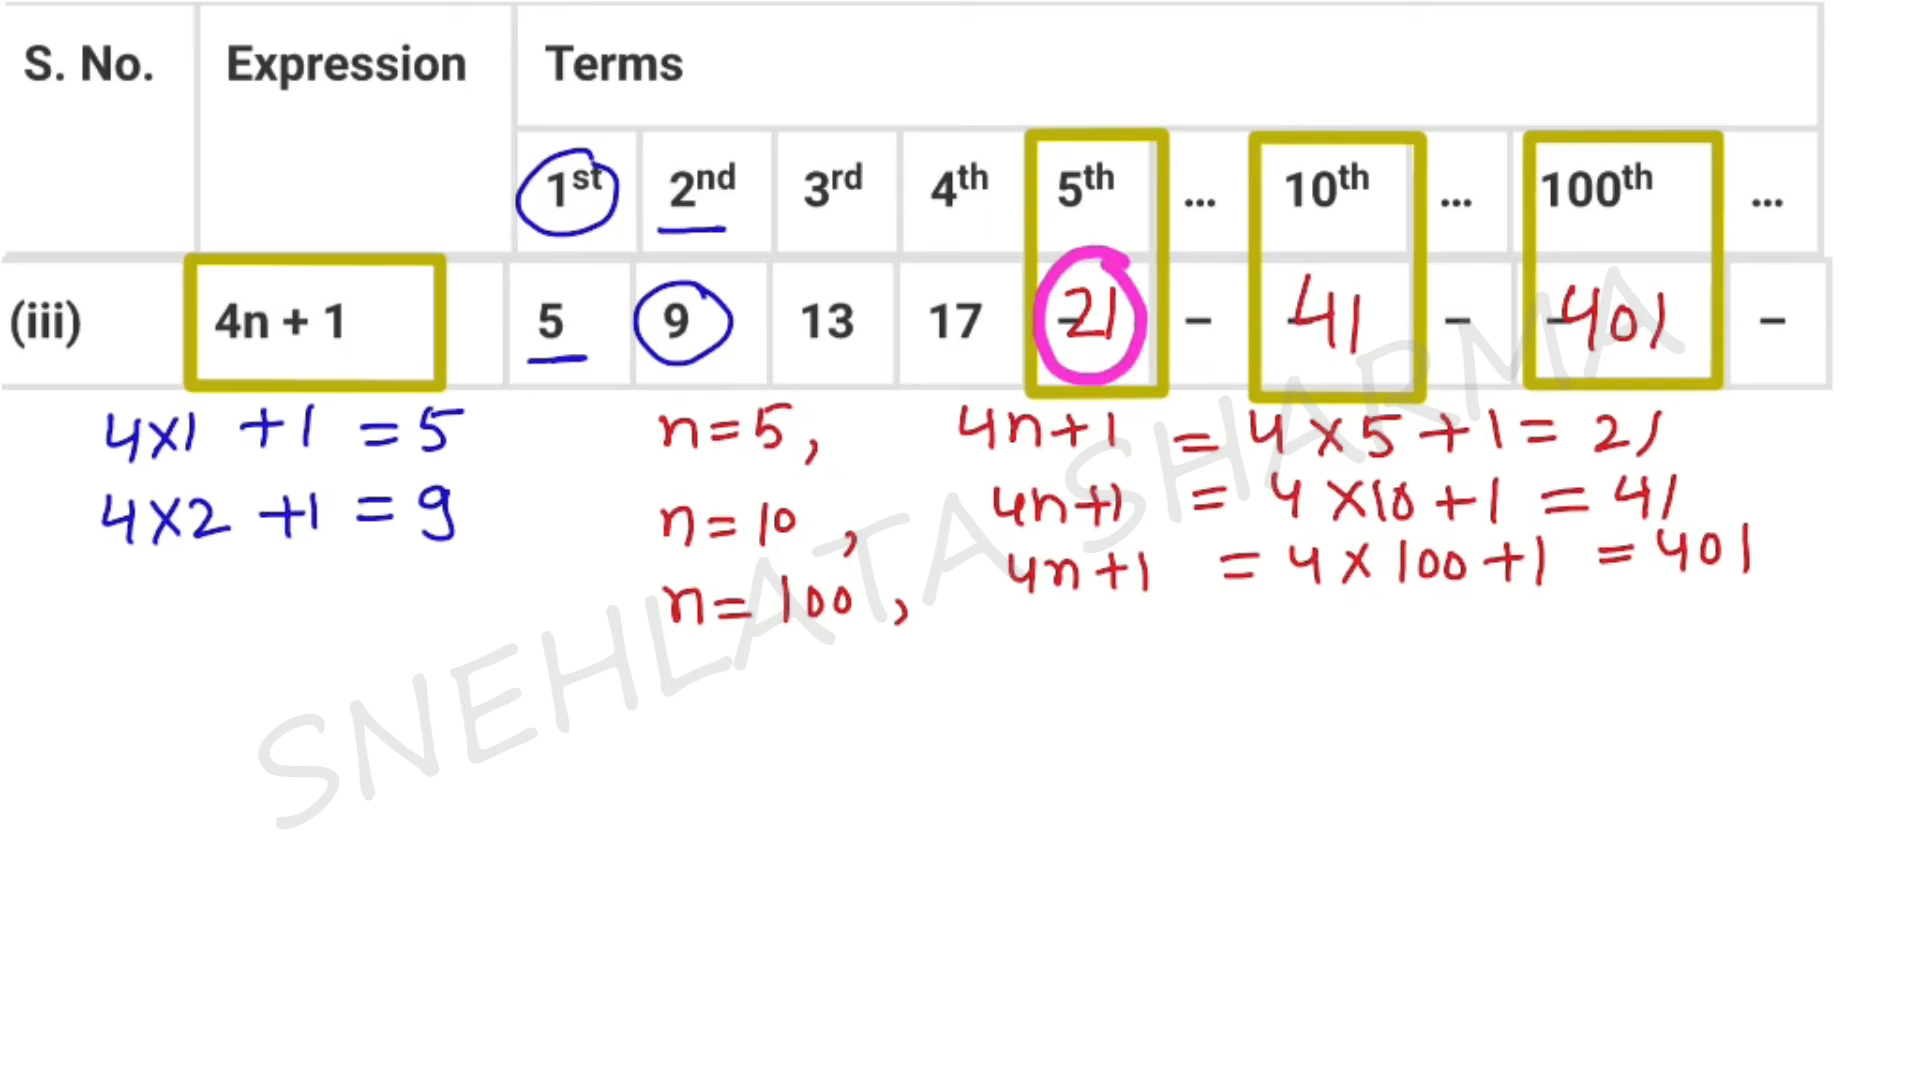 S. No. Expression Terms
1st 2nd 3rd 4th 5th ... 10th ... 100th ...
(iii) 4n + 1 5 9 13 17 21 – 41 – 401 –
4×1 +1 = 5 n=5, 4n+1 = 4×5+1= 21
4×2 +1 = 9 n=10, 4n+1 = 4×10+1 = 41
n=100, 4n+1 = 4×100+1 = 401
SNEHLATA SHARMA